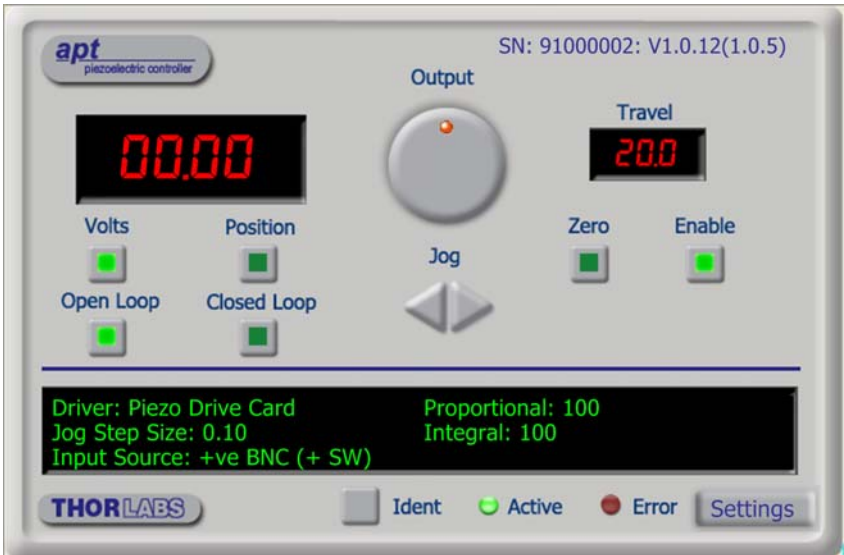 apt
piezoelectric controller
SN: 91000002: V1.0.12(1.0.5)
Output
Travel
00.00
20.0
Volts
Position
Zero
Enable
Jog
Open Loop
Closed Loop
Driver: Piezo Drive Card
Proportional: 100
Jog Step Size: 0.10
Integral: 100
Input Source: +ve BNC (+ SW)
THORLABS
Ident
Active
Error
Settings